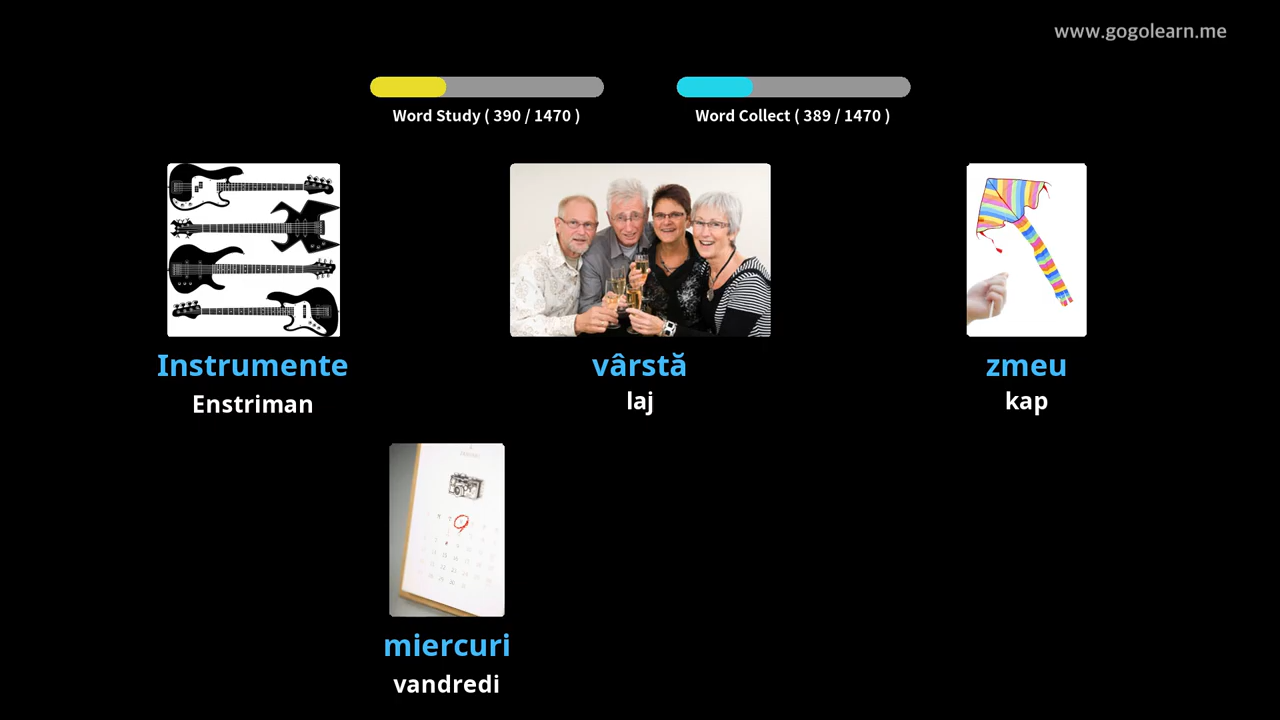 www.gogolearn.me
Word Study ( 390 / 1470 )
Word Collect ( 389 / 1470 )
Instrumente
Enstriman
vârstă
laj
zmeu
kap
miercuri
vandredi